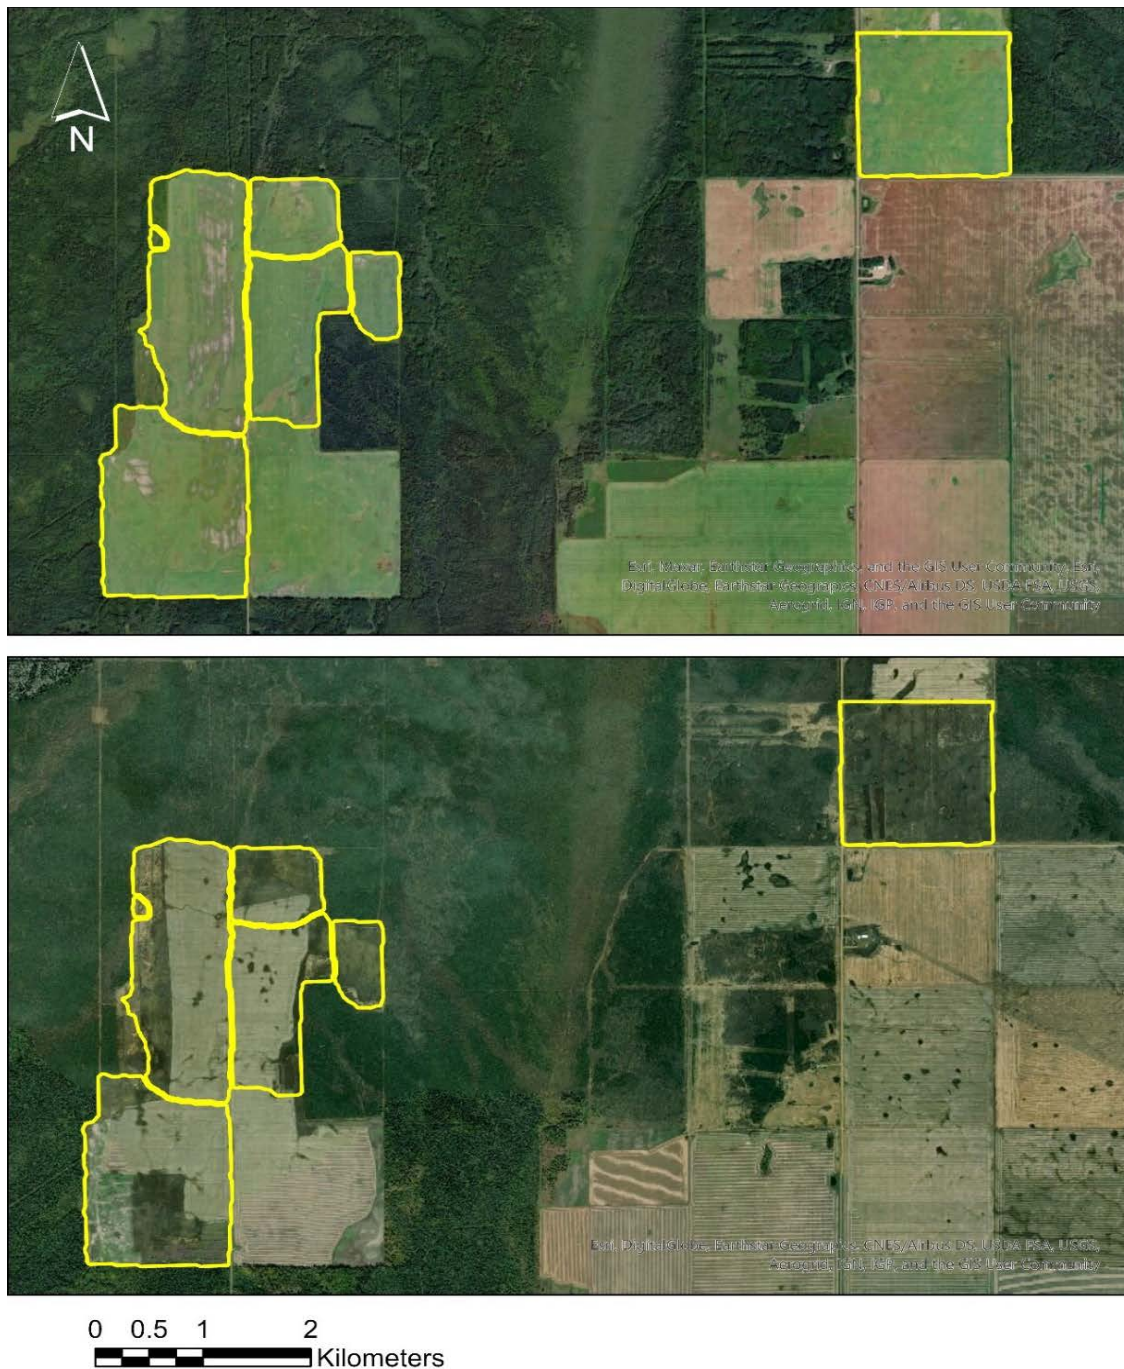 N
Esri, Maxar, Earthstar Geographics, and the GIS User Community, Esri,
DigitalGlobe, Earthstar Geograpics, CNES/Airbus DS, USDA FSA, USGS,
Aerogrid, IGN, IGP, and the GIS User Community
Esri, DigitalGlobe, Earthstar Geograpics, CNES/Airbus DS, USDA FSA, USGS,
Aerogrid, IGN, IGP, and the GIS User Community
0 0.5 1 2
Kilometers